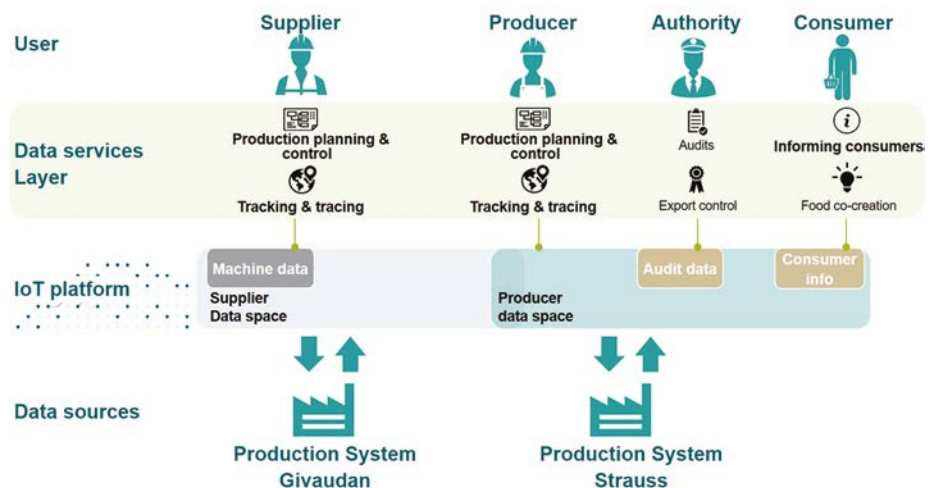 User
Supplier
Producer
Authority
Consumer
Data services
Layer
Production planning &
control
Tracking & tracing
Production planning &
control
Tracking & tracing
Audits
Export control
Informing consumers
Food co-creation
IoT platform
Machine data
Supplier
Data space
Producer
data space
Audit data
Consumer
info
Data sources
Production System
Givaudan
Production System
Strauss